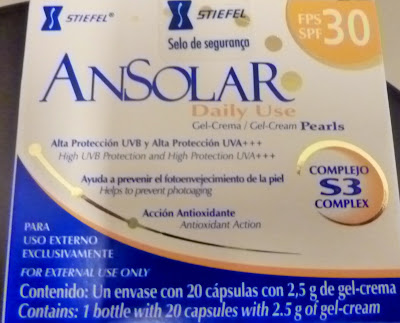 STIEFEL®
STIEFEL
Selo de segurança
FPS
SPF 30
ANSOLAR
Daily Use
Gel-Crema / Gel-Cream Pearls
Alta Protección UVB y Alta Protección UVA+++
High UVB Protection and High Protection UVA+++
Ayuda a prevenir el fotoenvejecimiento de la piel
Helps to prevent photoaging
Acción Antioxidante
Antioxidant Action
COMPLEJO
S3
COMPLEX
PARA
USO EXTERNO
EXCLUSIVAMENTE
FOR EXTERNAL USE ONLY
Contenido: Un envase con 20 cápsulas con 2,5 g de gel-crema
Contains: 1 bottle with 20 capsules with 2.5 g of gel-cream